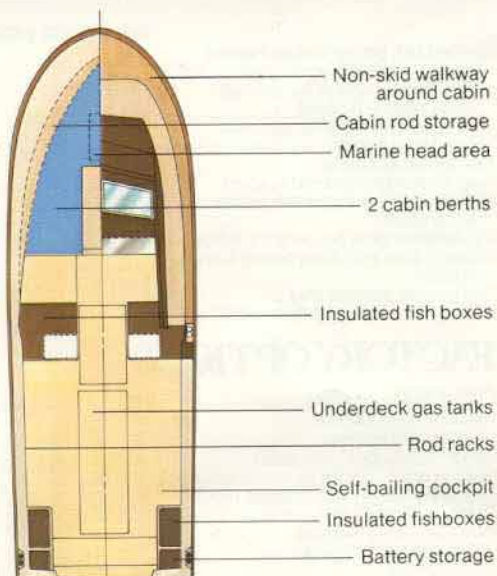 Non-skid walkway
around cabin
Cabin rod storage
Marine head area
2 cabin berths
Insulated fish boxes
Underdeck gas tanks
Rod racks
Self-bailing cockpit
Insulated fishboxes
Battery storage